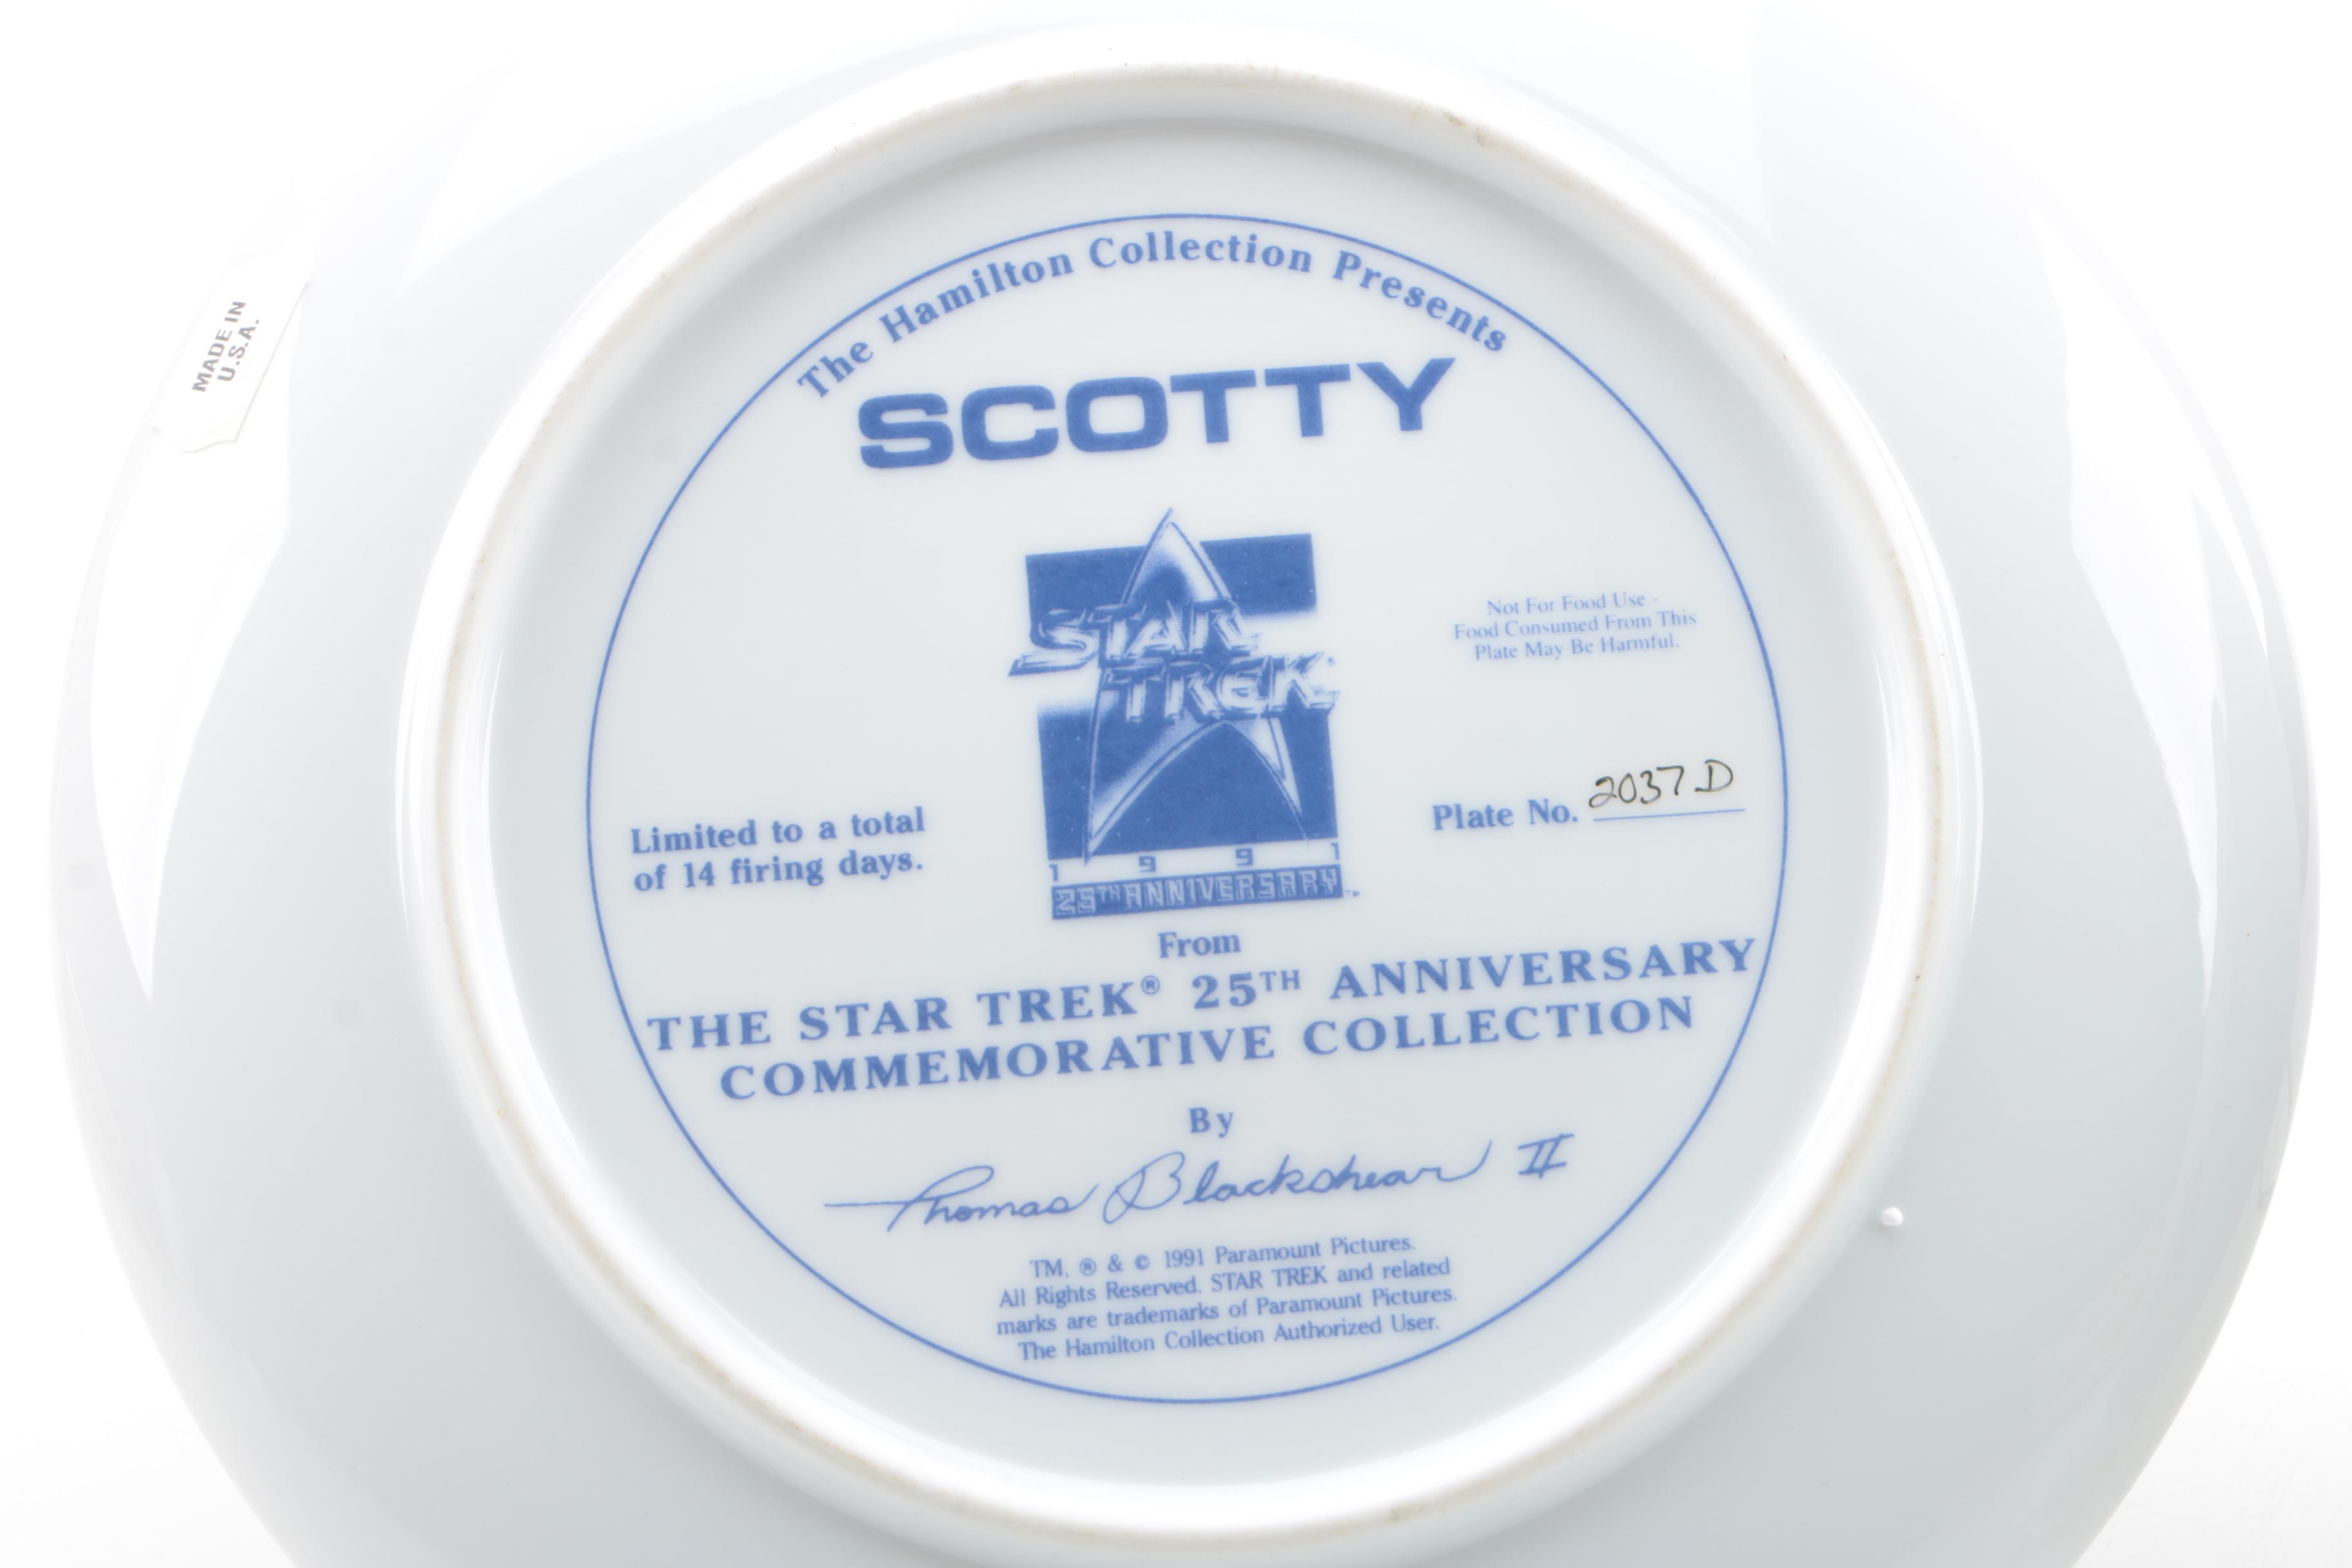 MADE IN
U.S.A.
The Hamilton Collection Presents
SCOTTY
STAR
TREK
Not For Food Use -
Food Consumed From This
Plate May Be Harmful.
Limited to a total
of 14 firing days.
Plate No. 2037D
1 9 9 1
25TH ANNIVERSARY™
From
THE STAR TREK® 25TH ANNIVERSARY
COMMEMORATIVE COLLECTION
By
Thomas Blackshear II
TM, ® & © 1991 Paramount Pictures.
All Rights Reserved. STAR TREK and related
marks are trademarks of Paramount Pictures.
The Hamilton Collection Authorized User.